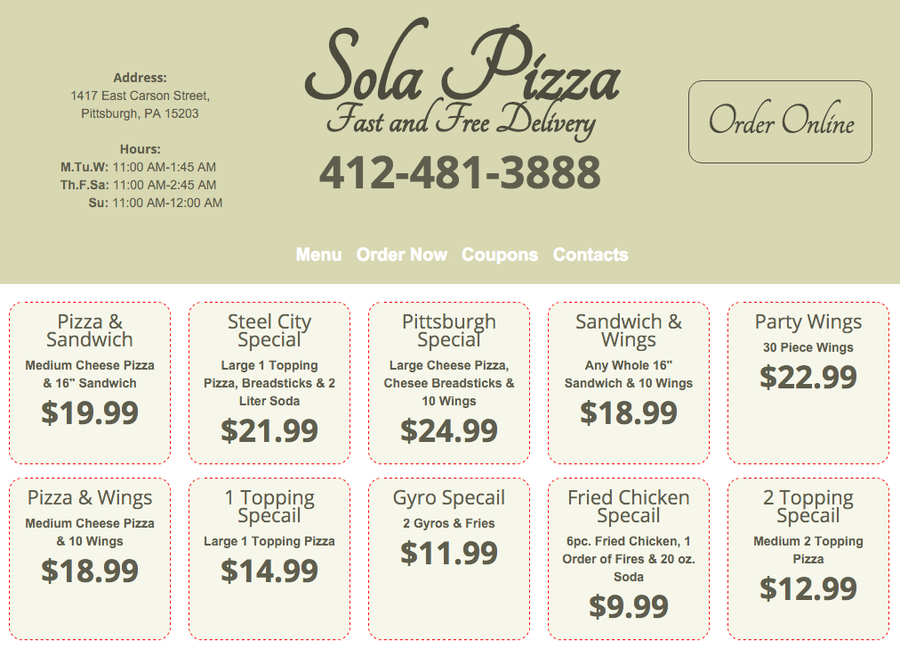 Address:
1417 East Carson Street,
Pittsburgh, PA 15203
Hours:
M.Tu.W: 11:00 AM-1:45 AM
Th.F.Sa: 11:00 AM-2:45 AM
Su: 11:00 AM-12:00 AM
Sola Pizza
Fast and Free Delivery
412-481-3888
Order Online
Menu Order Now Coupons Contacts
Pizza &
Sandwich
Medium Cheese Pizza
& 16" Sandwich
$19.99
Steel City
Special
Large 1 Topping
Pizza, Breadsticks & 2
Liter Soda
$21.99
Pittsburgh
Special
Large Cheese Pizza,
Chesee Breadsticks &
10 Wings
$24.99
Sandwich &
Wings
Any Whole 16"
Sandwich & 10 Wings
$18.99
Party Wings
30 Piece Wings
$22.99
Pizza & Wings
Medium Cheese Pizza
& 10 Wings
$18.99
1 Topping
Specail
Large 1 Topping Pizza
$14.99
Gyro Specail
2 Gyros & Fries
$11.99
Fried Chicken
Specail
6pc. Fried Chicken, 1
Order of Fires & 20 oz.
Soda
$9.99
2 Topping
Specail
Medium 2 Topping
Pizza
$12.99